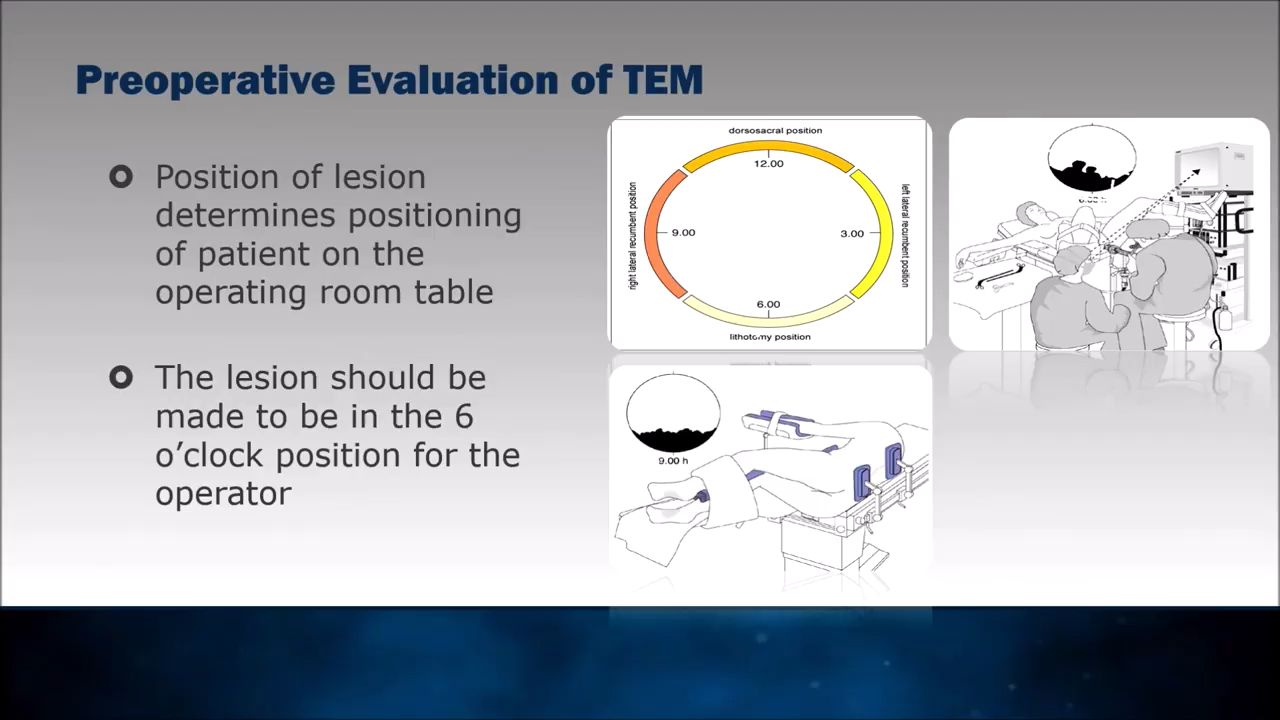 Preoperative Evaluation of TEM
Position of lesion
determines positioning
of patient on the
operating room table
The lesion should be
made to be in the 6
o’clock position for the
operator
dorsosacral position
12.00
right lateral recumbent position
9.00
3.00
left lateral recumbent position
6.00
lithotomy position
6.00 h
9.00 h